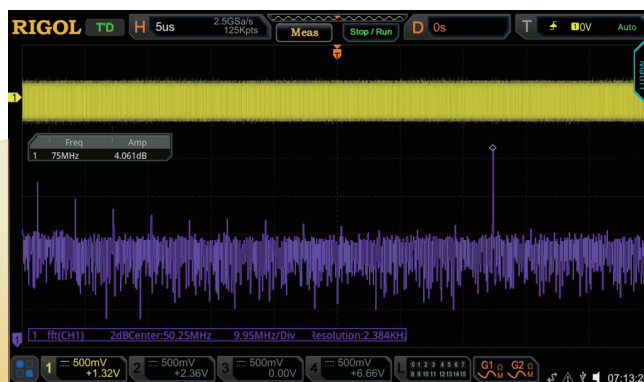 RIGOL T'D H 5us 2.5GSa/s 125Kpts Meas Stop / Run D 0s T 1 0V Auto
T
1
Freq Amp
1 75MHz 4.061dB
1 fft(CH1) 2dB Center:50.25MHz 9.95MHz/Div Resolution:2.384KHz
1
1 500mV +1.32V 2 500mV +2.36V 3 500mV 0.00V 4 500mV +6.66V L 0 1 2 3 4 5 6 7 G1 Ω M G2 Ω M
8 9 10 11 12 13 14 15